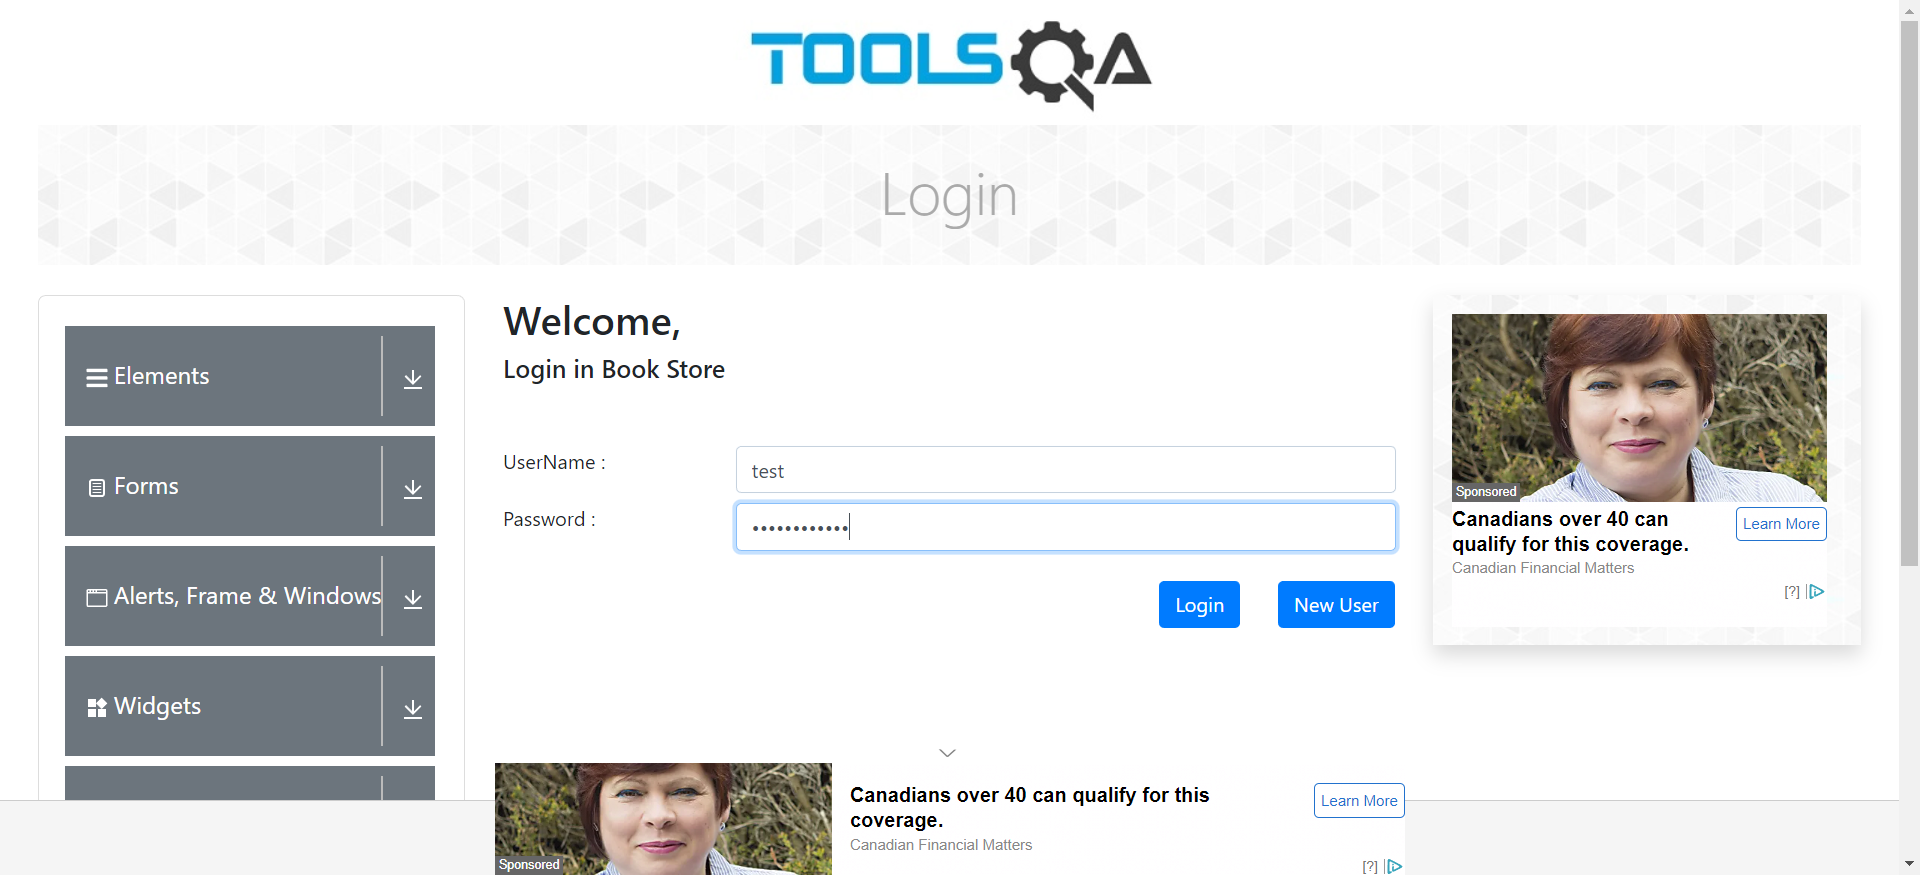 TOOLSQA
Login
Elements
Forms
Alerts, Frame & Windows
Widgets
Welcome,
Login in Book Store
UserName :
test
Password :
••••••••••••
Login
New User
Sponsored
Canadians over 40 can
qualify for this coverage.
Canadian Financial Matters
Learn More
[?]
Sponsored
Canadians over 40 can qualify for this
coverage.
Canadian Financial Matters
Learn More
[?]